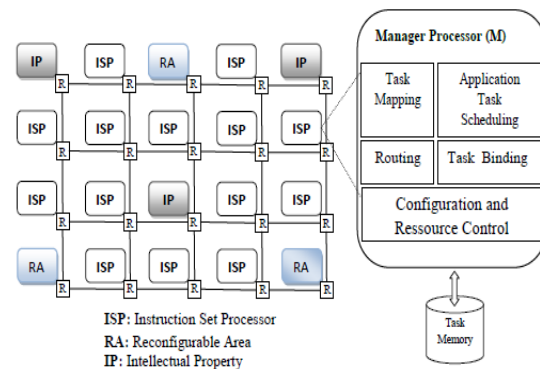 IP ISP RA ISP IP
R R R R R
ISP ISP ISP ISP ISP
R R R R R
ISP ISP IP ISP ISP
R R R R R
RA ISP ISP ISP RA
R R R R R
ISP: Instruction Set Processor
RA: Reconfigurable Area
IP: Intellectual Property
Manager Processor (M)
Task
Mapping
Application
Task
Scheduling
Routing
Task Binding
Configuration and
Ressource Control
Task
Memory